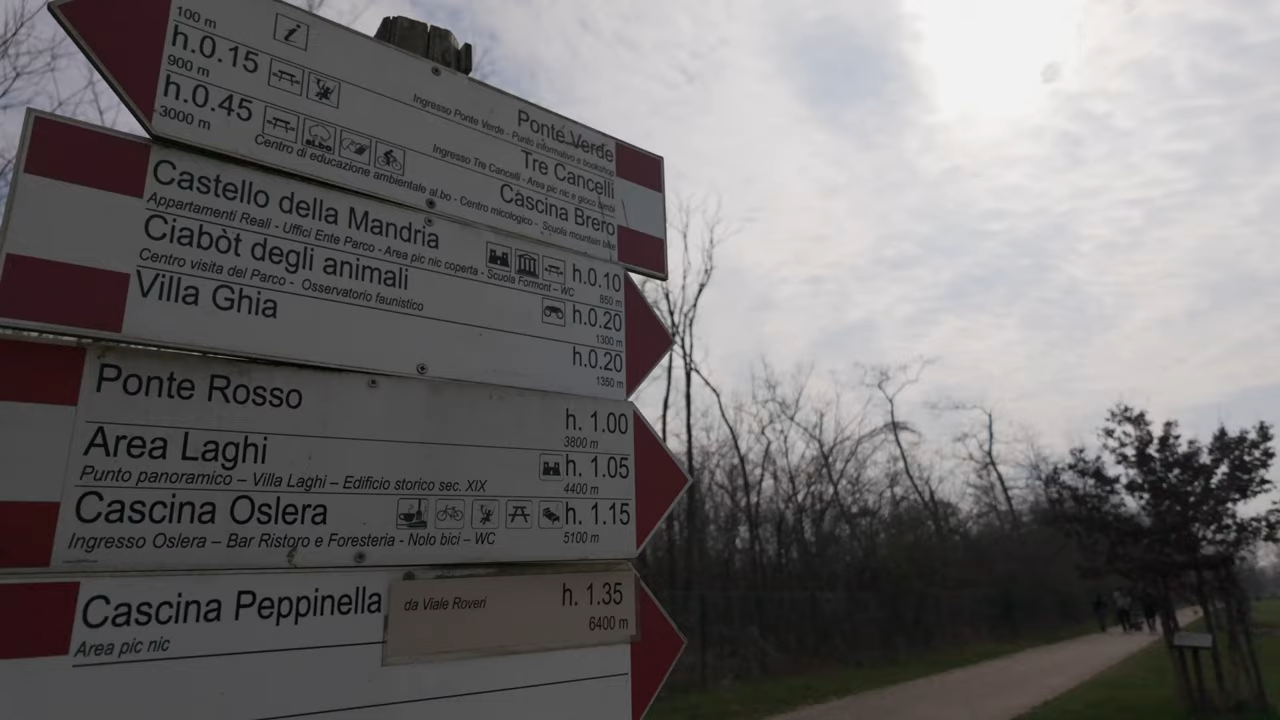 100 m
Ponte Verde
Ingresso Ponte Verde - Punto informativo e bookshop
h.0.15
900 m
Tre Cancelli
Ingresso Tre Cancelli - Area pic nic e gioco bimbi
h.0.45
3000 m
Cascina Brero
Centro di educazione ambientale al.bo - Centro micologico - Scuola mountain bike
Castello della Mandria h.0.10
Appartamenti Reali - Uffici Ente Parco - Area pic nic coperta - Scuola Formont – WC 850 m
Ciabòt degli animali h.0.20
Centro visita del Parco - Osservatorio faunistico 1300 m
Villa Ghia h.0.20
1350 m
Ponte Rosso h. 1.00
3800 m
Area Laghi h. 1.05
Punto panoramico – Villa Laghi – Edificio storico sec. XIX 4400 m
Cascina Oslera h. 1.15
Ingresso Oslera – Bar Ristoro e Foresteria - Nolo bici – WC 5100 m
Cascina Peppinella da Viale Roveri h. 1.35
Area pic nic 6400 m